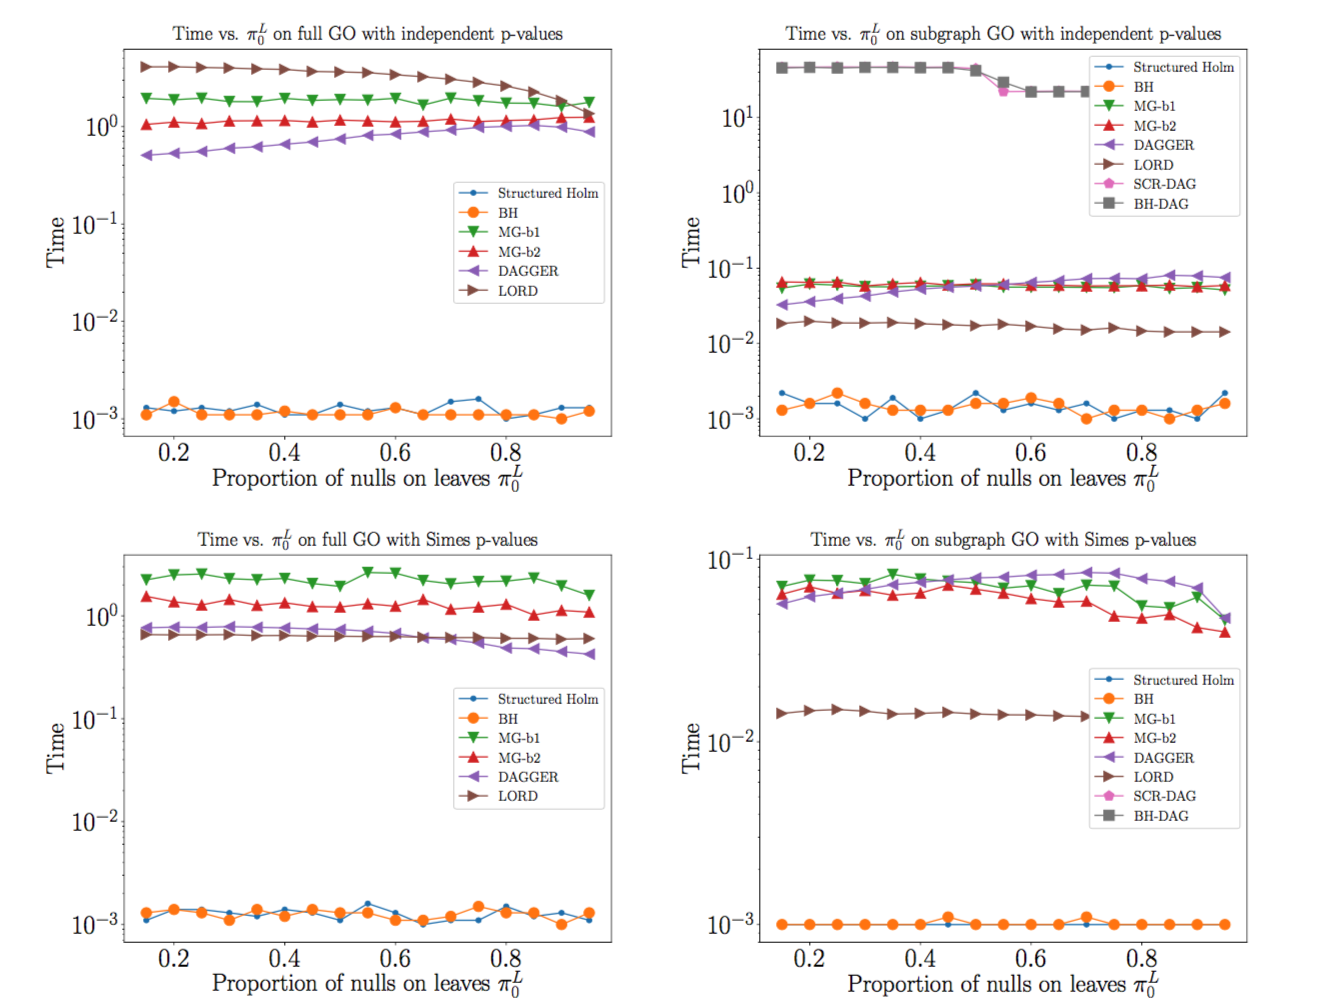 Time vs. π₀ᴸ on full GO with independent p-values
Time
10⁰
10⁻¹
10⁻²
10⁻³
Structured Holm
BH
MG-b1
MG-b2
DAGGER
LORD
0.2 0.4 0.6 0.8
Proportion of nulls on leaves π₀ᴸ
Time vs. π₀ᴸ on subgraph GO with independent p-values
Time
10¹
10⁰
10⁻¹
10⁻²
10⁻³
Structured Holm
BH
MG-b1
MG-b2
DAGGER
LORD
SCR-DAG
BH-DAG
0.2 0.4 0.6 0.8
Proportion of nulls on leaves π₀ᴸ
Time vs. π₀ᴸ on full GO with Simes p-values
Time
10⁰
10⁻¹
10⁻²
10⁻³
Structured Holm
BH
MG-b1
MG-b2
DAGGER
LORD
0.2 0.4 0.6 0.8
Proportion of nulls on leaves π₀ᴸ
Time vs. π₀ᴸ on subgraph GO with Simes p-values
Time
10⁻¹
10⁻²
10⁻³
Structured Holm
BH
MG-b1
MG-b2
DAGGER
LORD
SCR-DAG
BH-DAG
0.2 0.4 0.6 0.8
Proportion of nulls on leaves π₀ᴸ